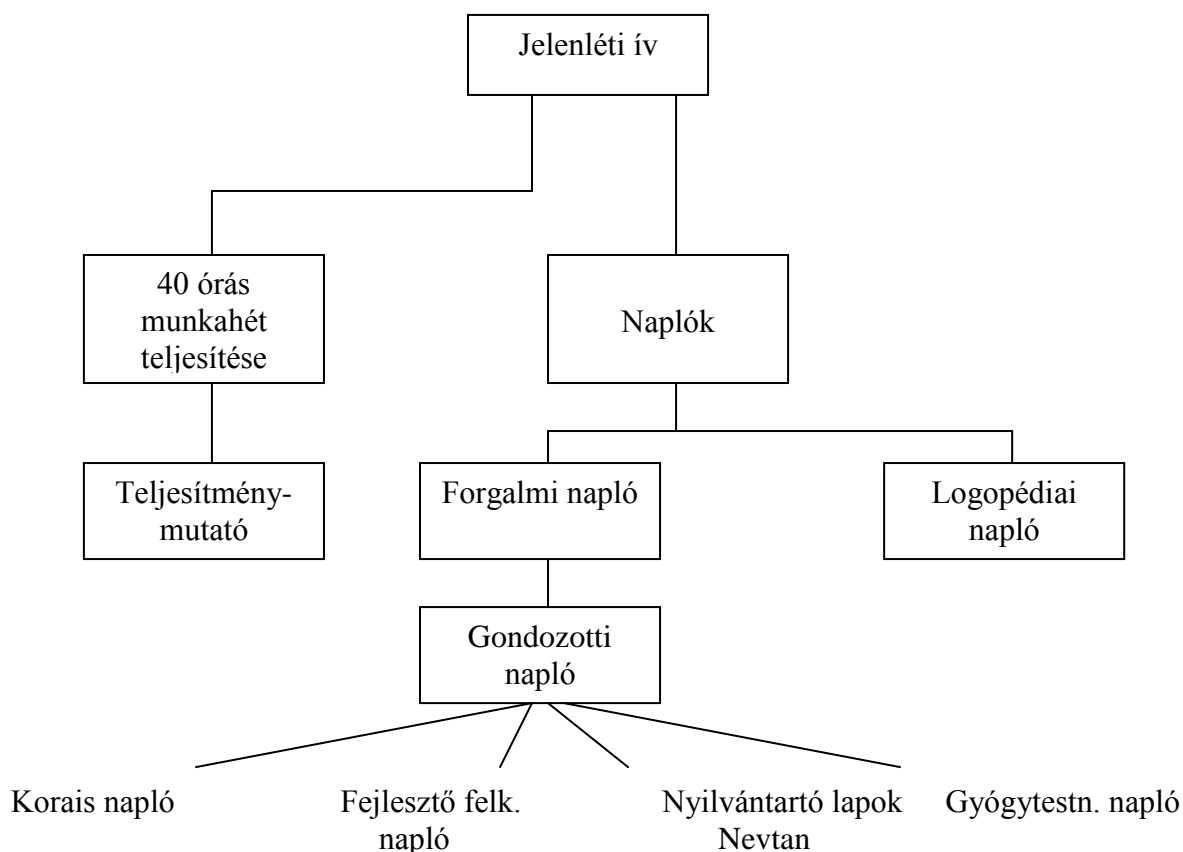 Jelenléti ív
40 órás
munkahét
teljesítése
Naplók
Teljesítmény-
mutató
Forgalmi napló
Logopédiai
napló
Gondozotti
napló
Korais napló
Fejlesztő felk.
napló
Nyilvántartó lapok
Nevtan
Gyógytestn. napló